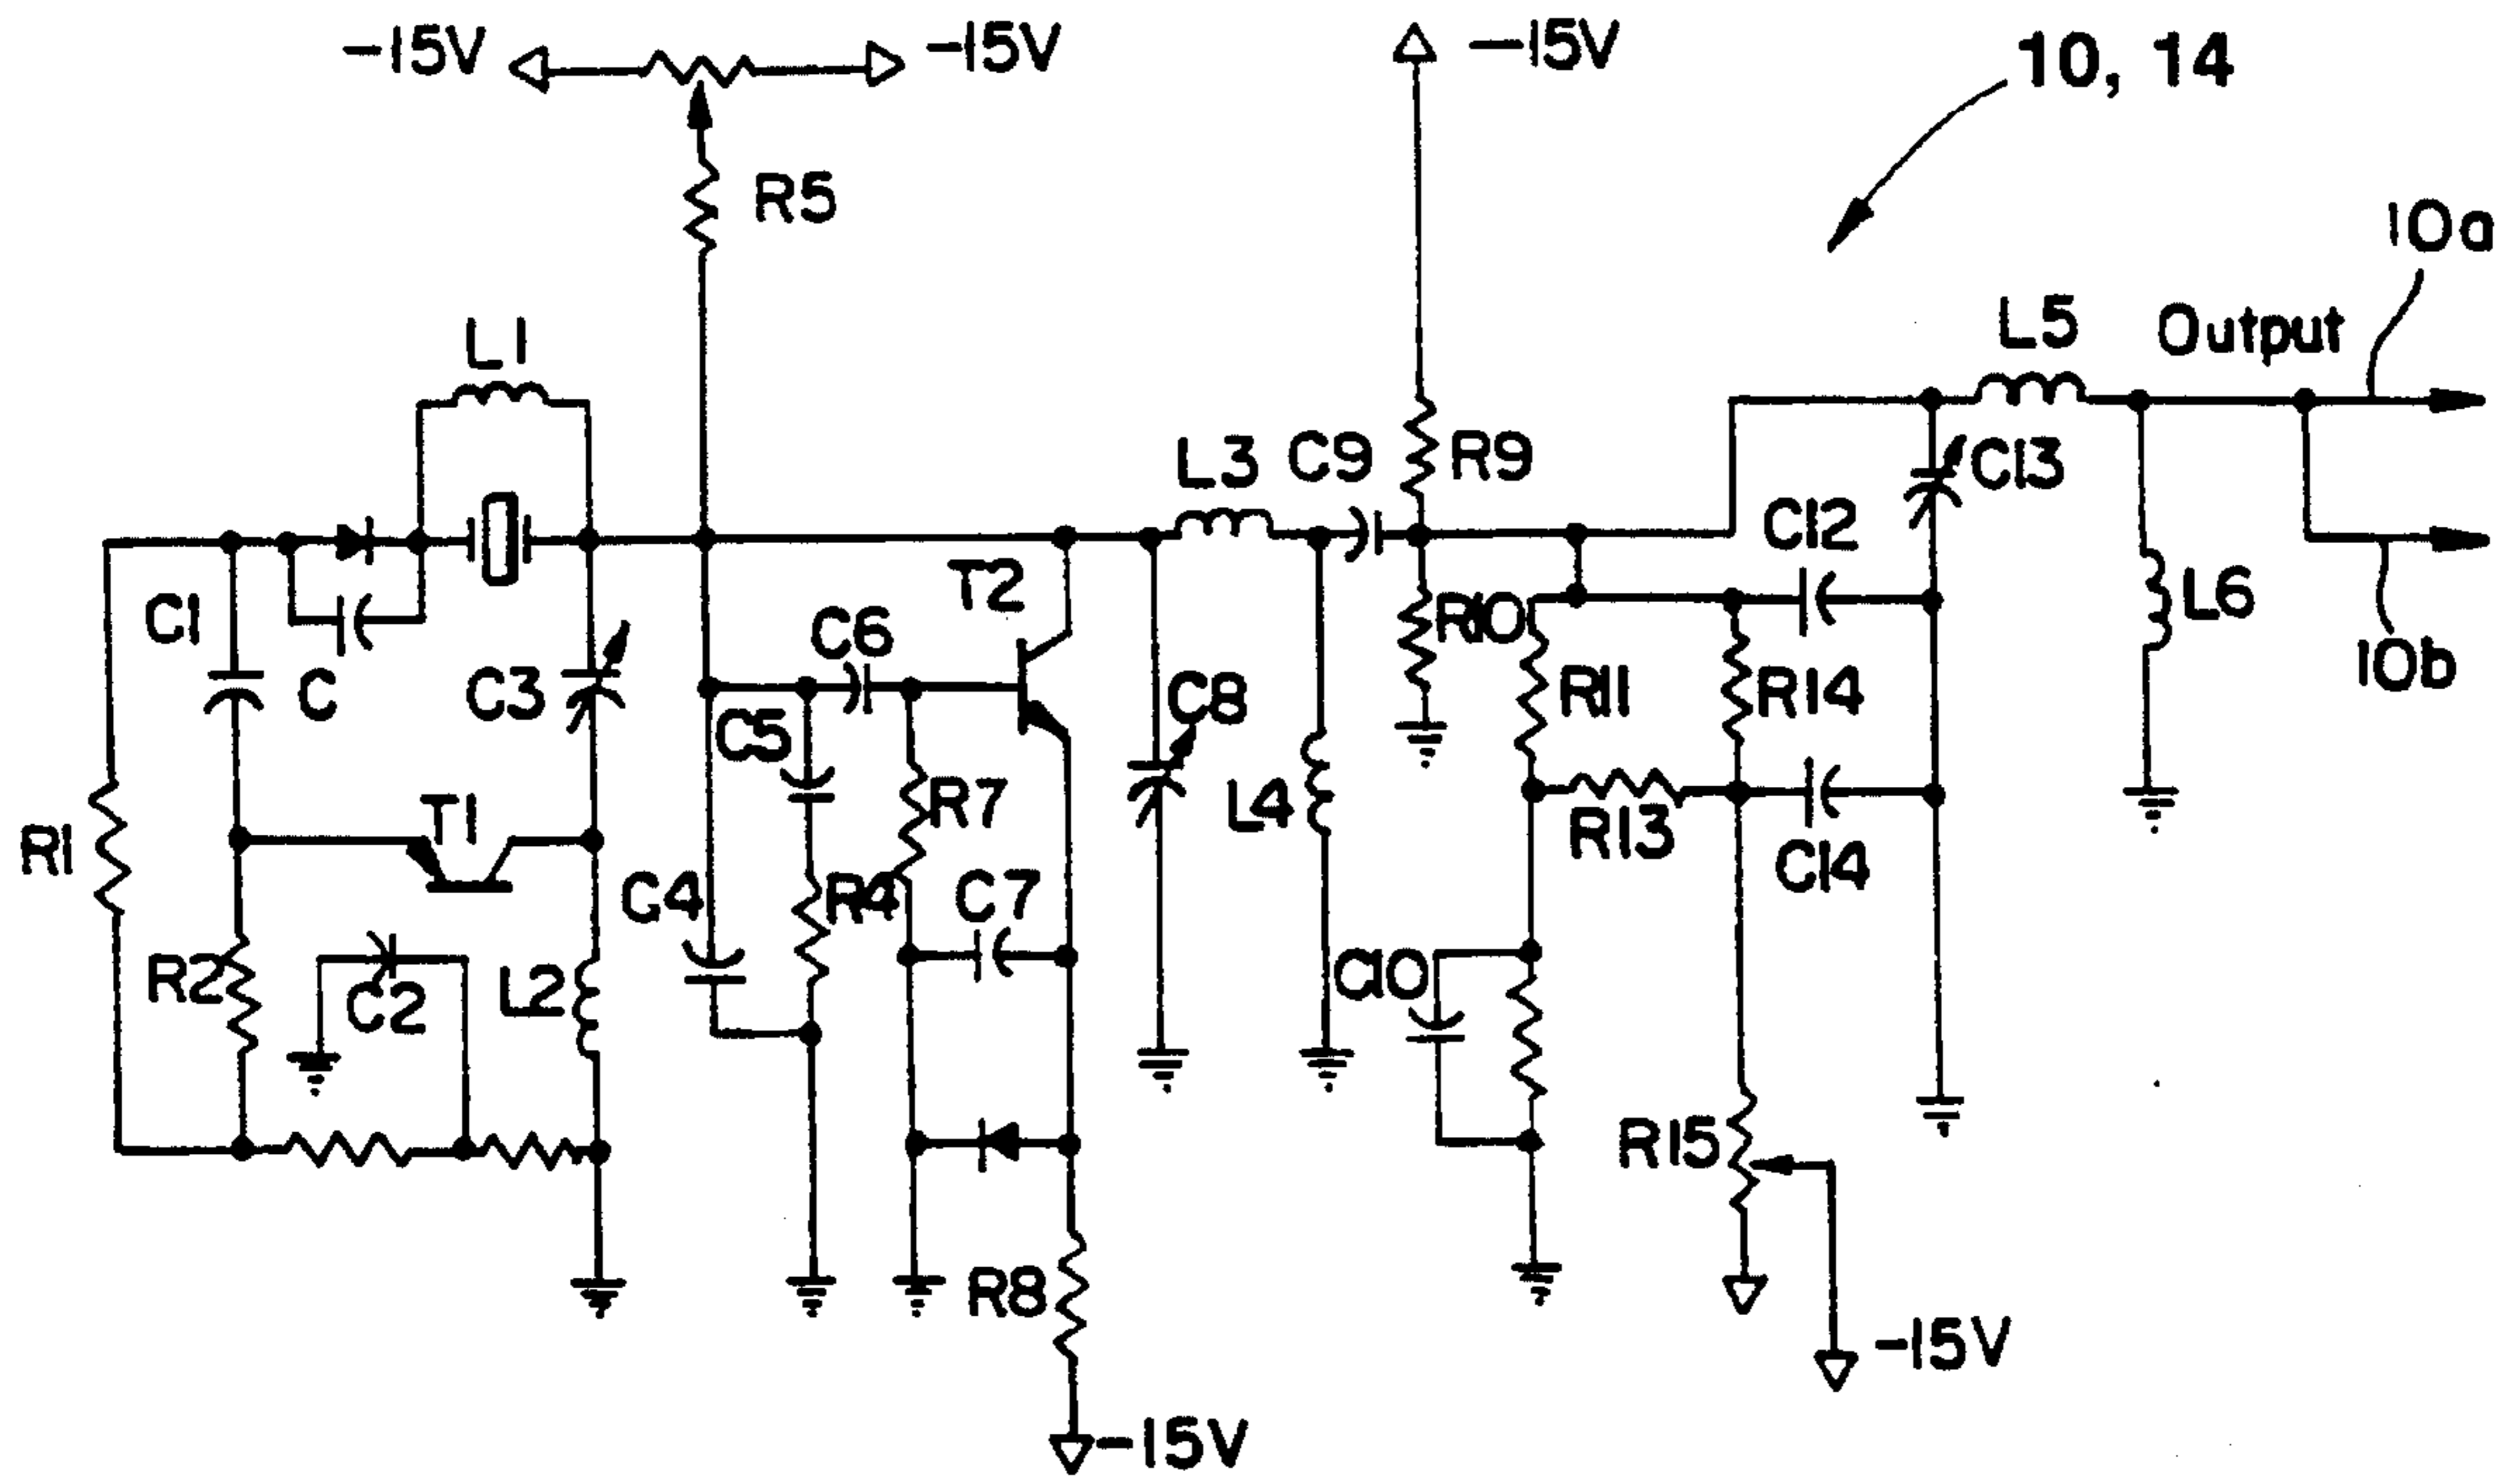 -15V
-15V
-15V
10, 14
R5
10a
L1
L5
Output
L3
C9
R9
C13
C12
T2
C1
C6
R10
L6
C
C3
C8
R11
R14
10b
C5
R7
L4
T1
R1
R13
C14
C4
R4
C7
R2
C2
L2
C10
R15
R8
-15V
-15V